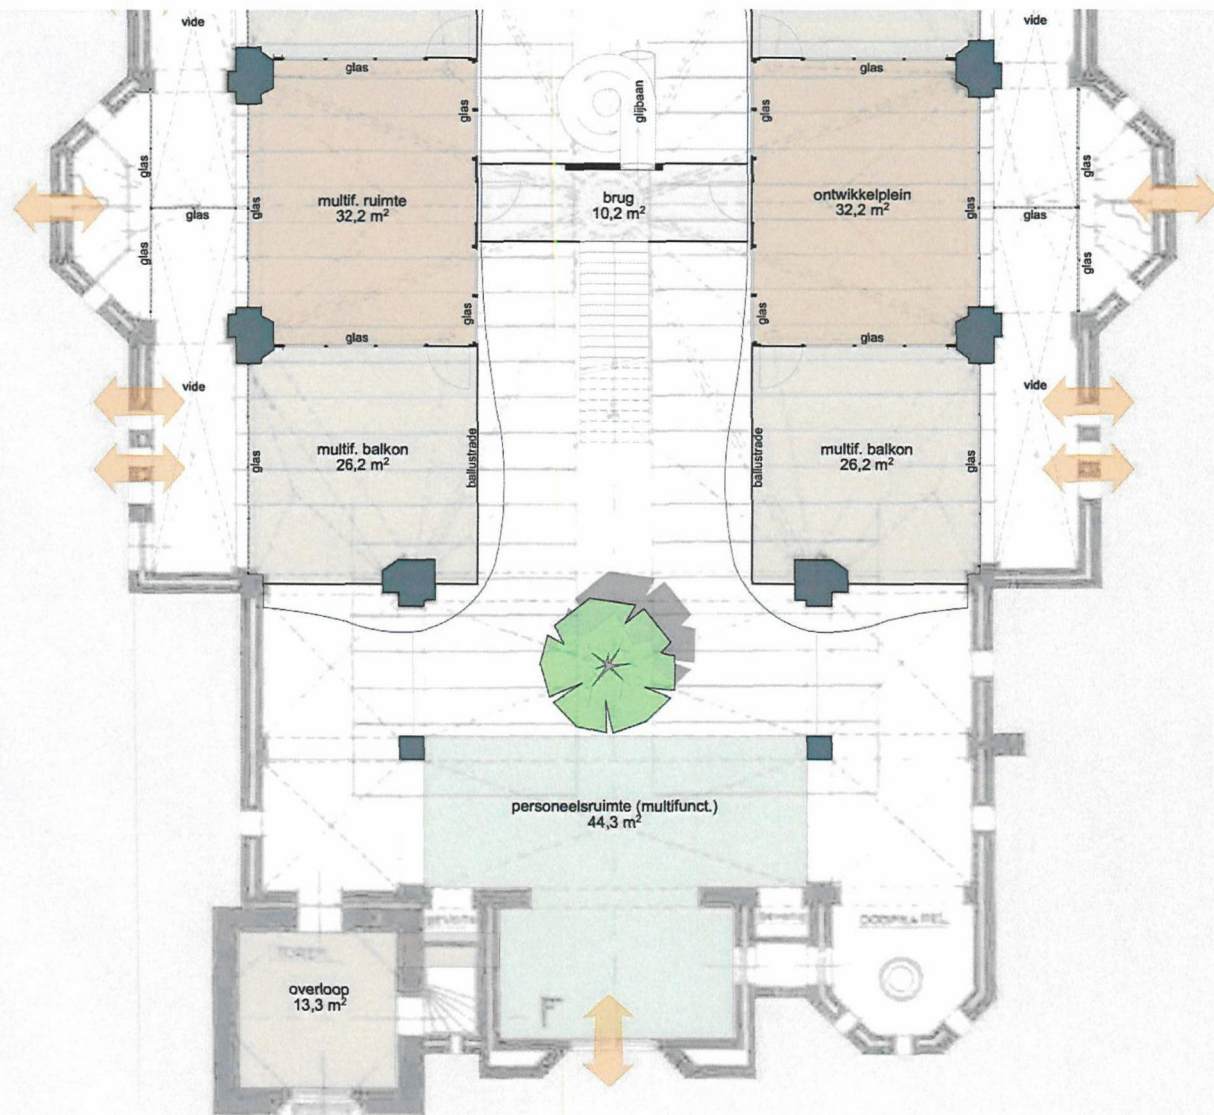 vide
vide
glas
glas
glas
glas
glijbaan
glas
glas
glas
glas
multif. ruimte
32,2 m²
brug
10,2 m²
ontwikkelplein
32,2 m²
glas
glas
glas
glas
glas
glas
glas
glas
glas
glas
vide
vide
multif. balkon
26,2 m²
ballustrade
ballustrade
multif. balkon
26,2 m²
glas
glas
personeelsruimte (multifunct.)
44,3 m²
TOREN
overloop
13,3 m²
F